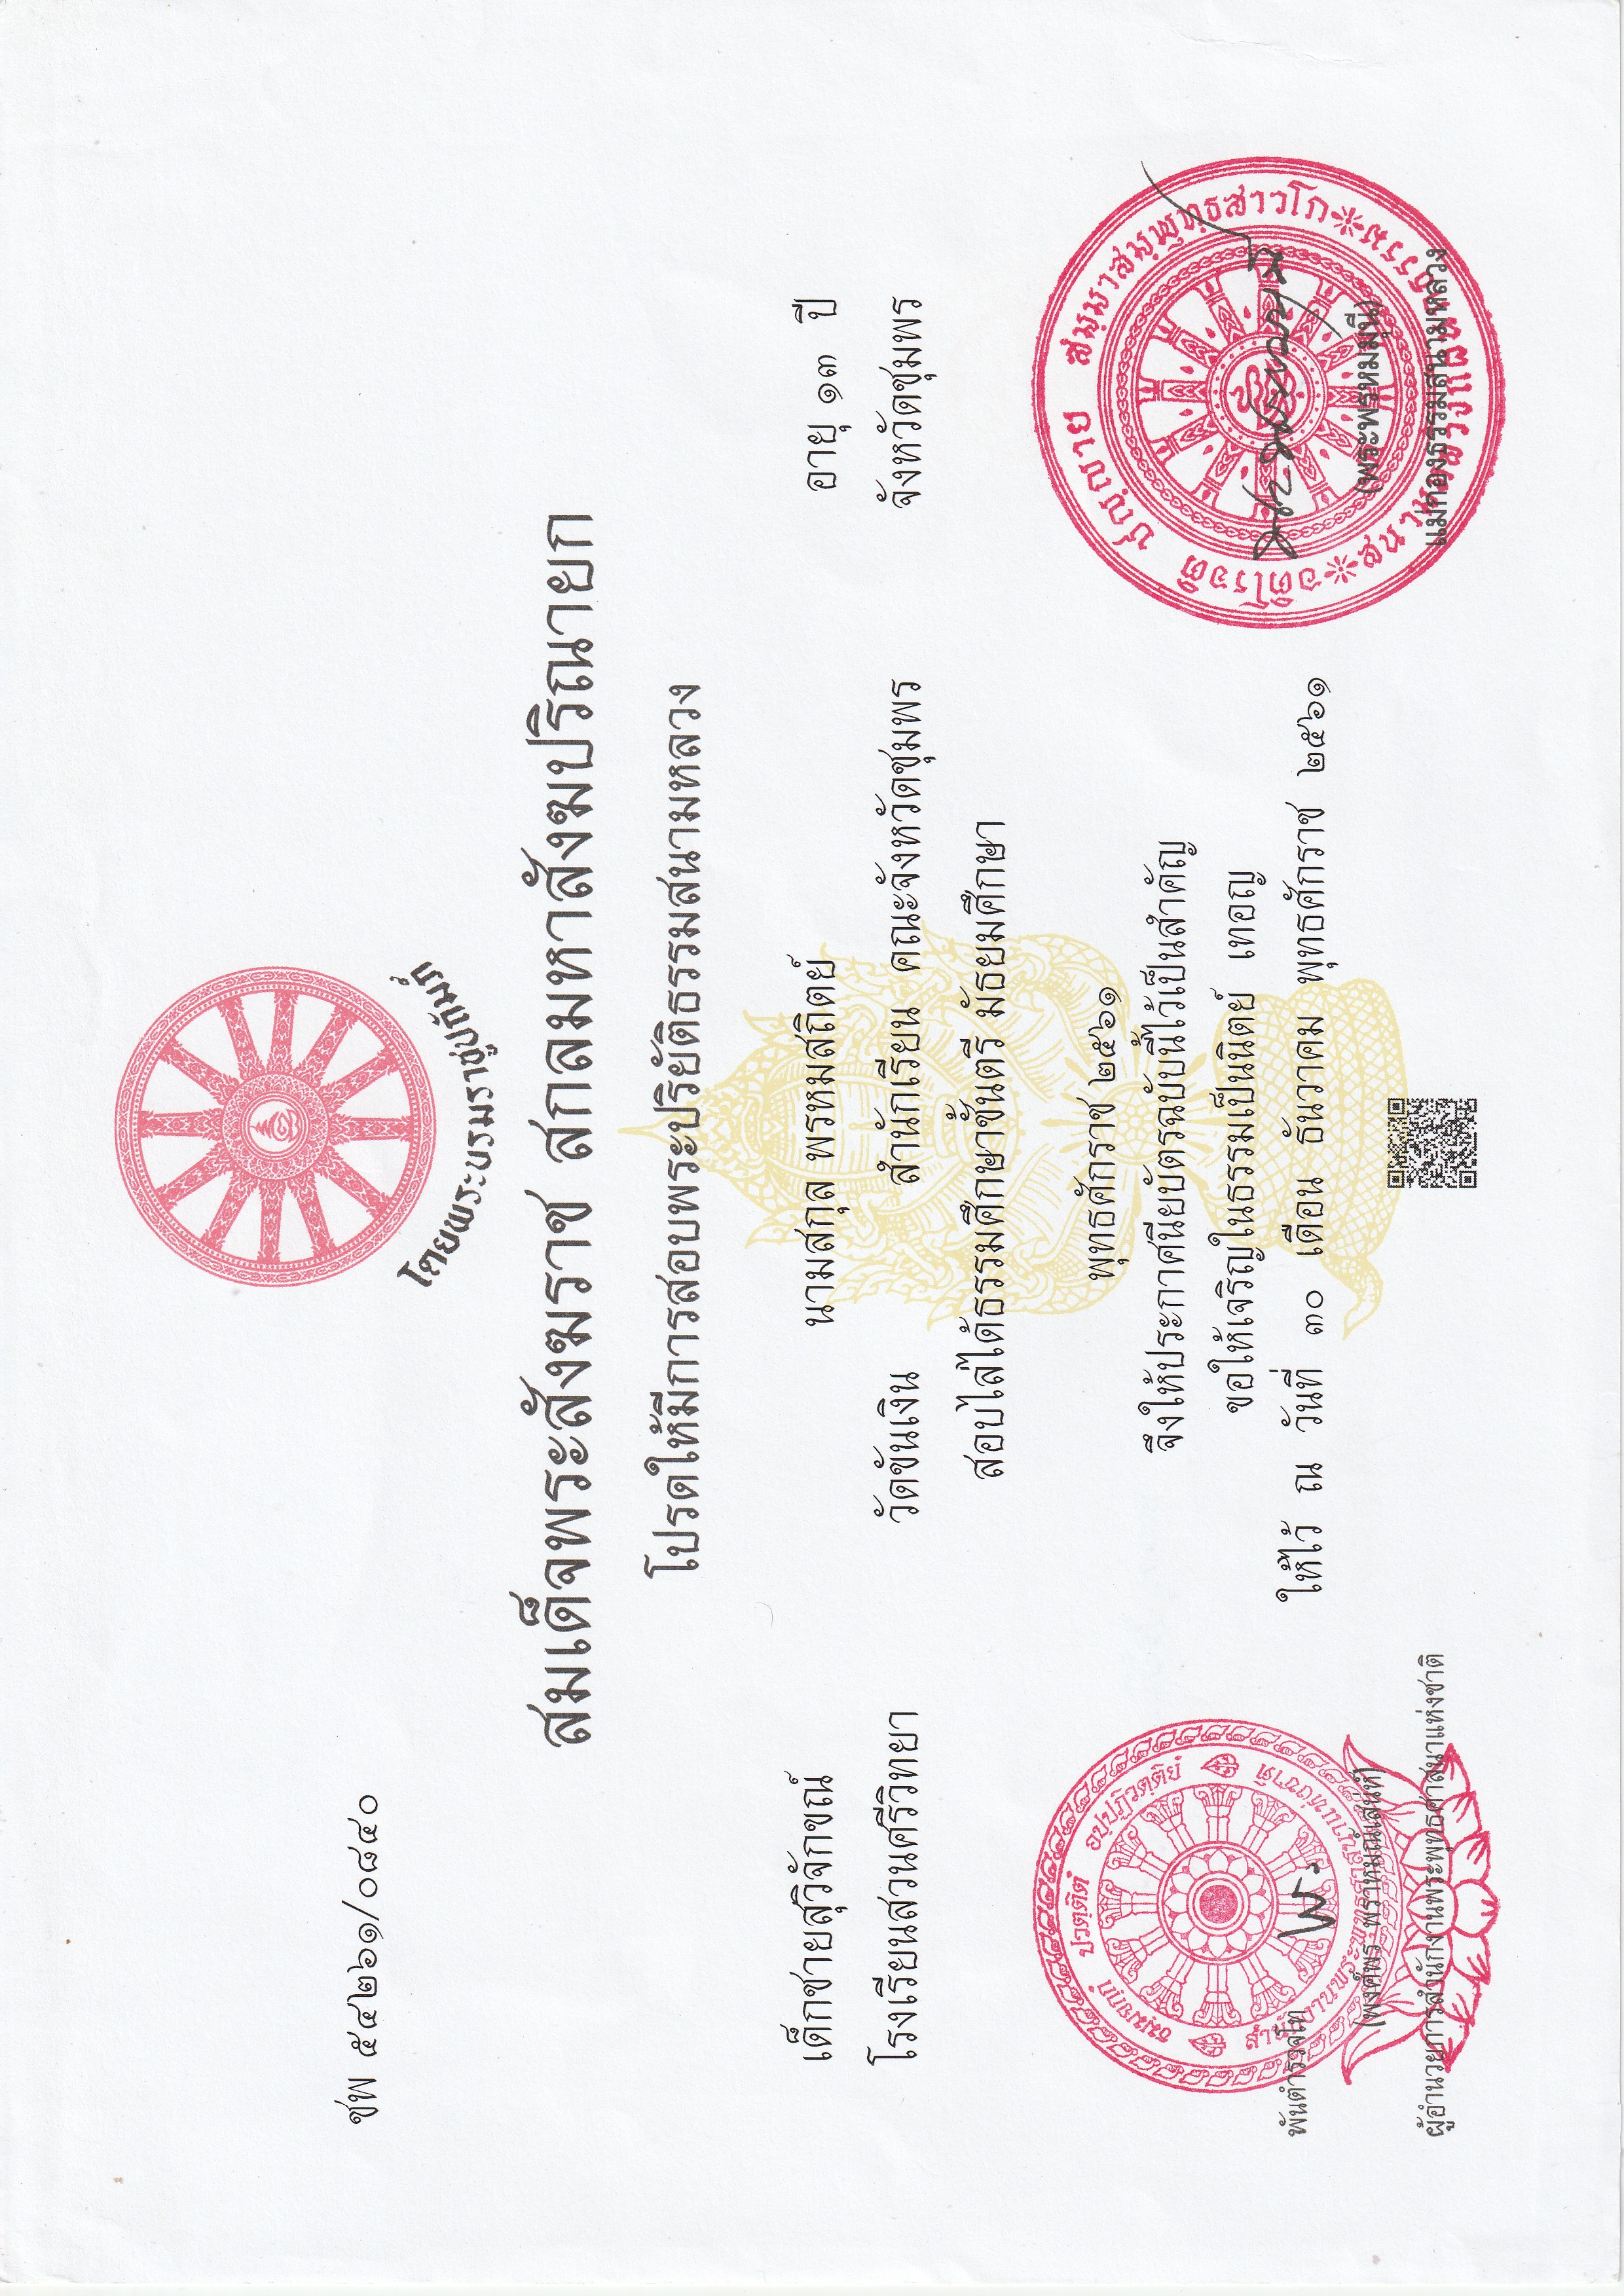 ชพ ๕๔๒๖๑/๐๘๔๐
โดยพระบรมราชูปถัมภ์
สมเด็จพระสังฆราช สกลมหาสังฆปริณายก
โปรดให้มีการสอบพระปริยัติธรรมสนามหลวง
เด็กชายสุวิจักขณ์ นามสกุล พรหมสถิตย์ อายุ ๑๓ ปี
โรงเรียนสวนศรีวิทยา วัดขันเงิน สำนักเรียน คณะจังหวัดชุมพร จังหวัดชุมพร
สอบไล่ได้ธรรมศึกษาชั้นตรี มัธยมศึกษา
พุทธศักราช ๒๕๖๑
จึงให้ประกาศนียบัตรฉบับนี้ไว้เป็นสำคัญ
ขอให้เจริญในธรรมเป็นนิตย์ เทอญ
ให้ไว้ ณ วันที่ ๓๐ เดือน ธันวาคม พุทธศักราช ๒๕๖๑
ธมฺมจกฺกํ ปวตฺติตํ อปฺปฏิวตฺติยํ
สำนักงานพระพุทธศาสนาแห่งชาติ
พันตำรวจโท
(พงศ์พร พราหมณ์เสน่ห์)
ผู้อำนวยการสำนักงานพระพุทธศาสนาแห่งชาติ
อติโรจติ ปญฺญาย สมฺมาสมฺพุทฺธสาวโก
สนามหลวงแผนกธรรม
(พระพรหมมุนี)
แม่กองธรรมสนามหลวง